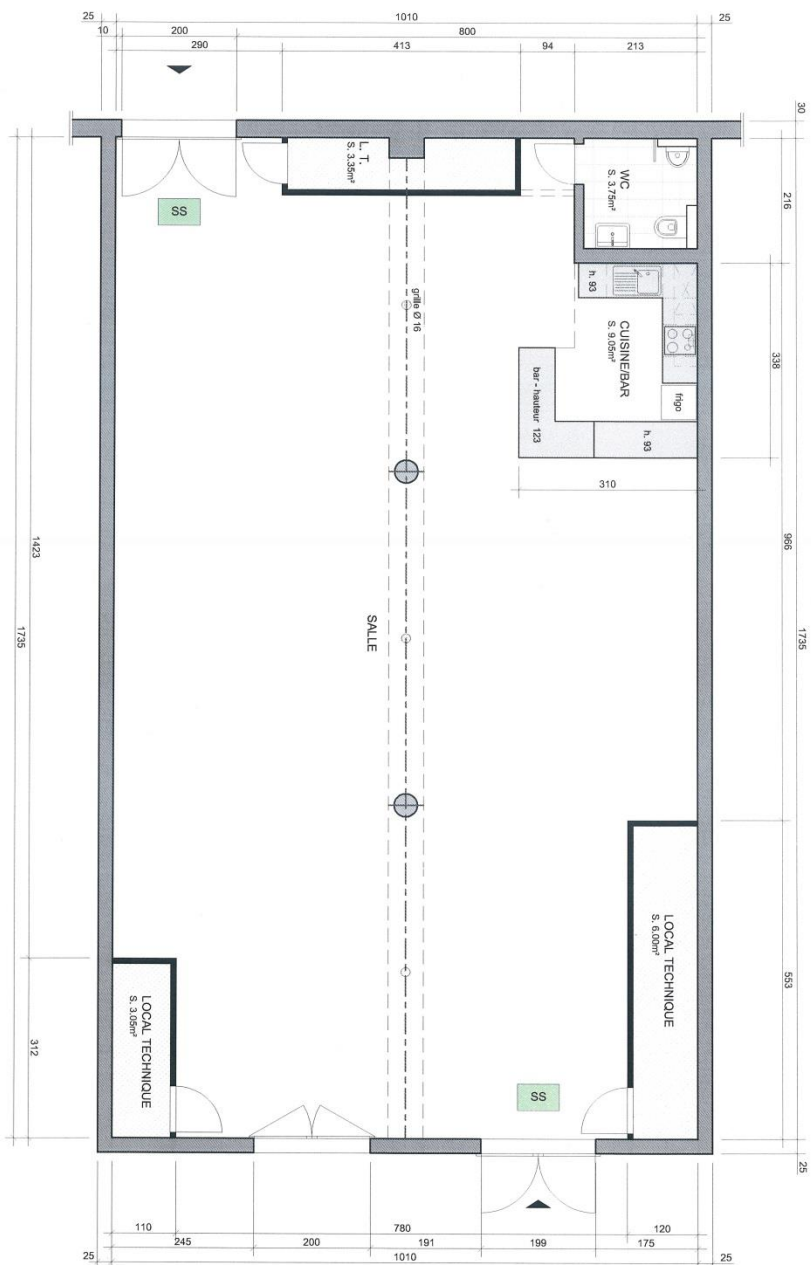 25
1010
25
10
200
800
290
413
94
213
30
L. T.
S. 3.35m²
WC
S. 3.75m²
216
SS
grille Ø 16
h. 93
CUISINE/BAR
S. 9.05m²
338
frigo
bar - hauteur 123
h. 93
310
1423
1735
SALLE
966
1735
LOCAL TECHNIQUE
S. 6.00m²
553
LOCAL TECHNIQUE
S. 3.05m²
312
SS
25
110
780
120
245
200
191
199
175
25
1010
25